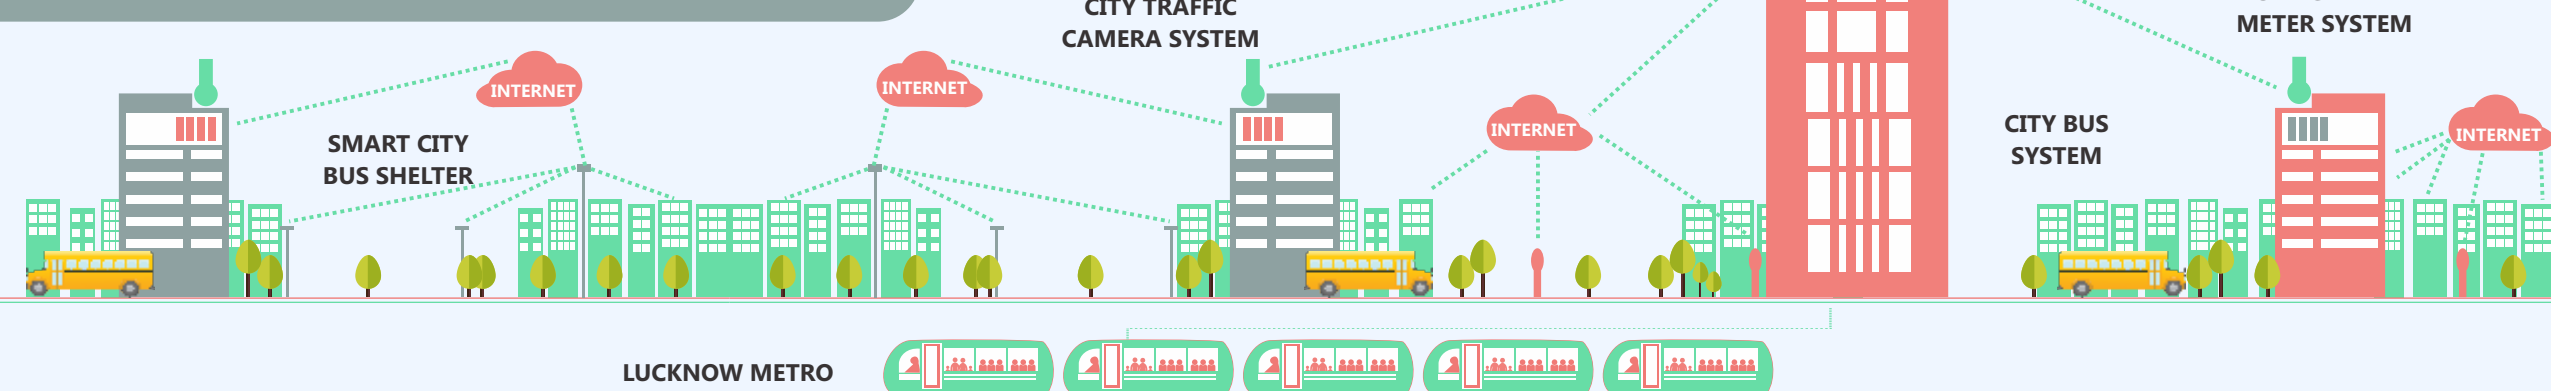 CITY TRAFFIC
CAMERA SYSTEM
METER SYSTEM
INTERNET
INTERNET
INTERNET
INTERNET
SMART CITY
BUS SHELTER
CITY BUS
SYSTEM
LUCKNOW METRO